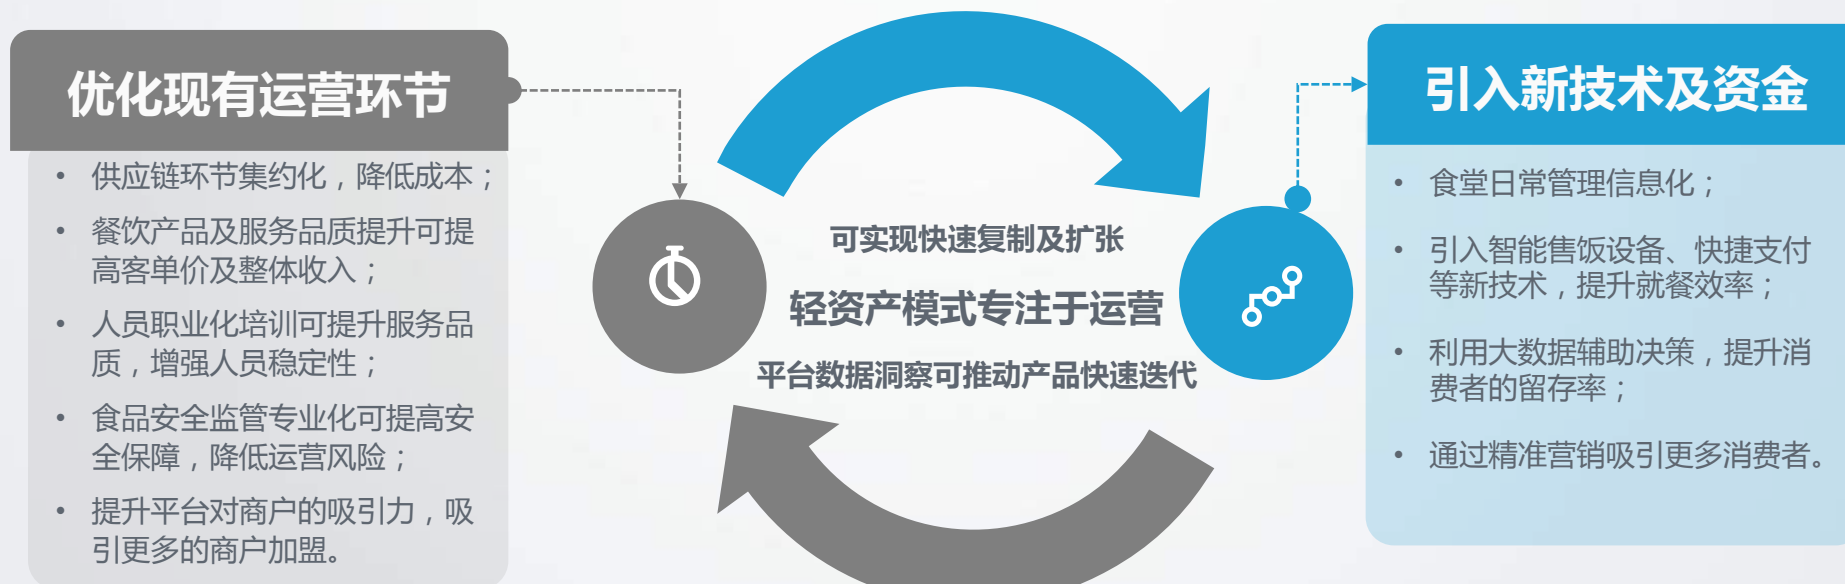 优化现有运营环节
• 供应链环节集约化，降低成本；
• 餐饮产品及服务品质提升可提
高客单价及整体收入；
• 人员职业化培训可提升服务品
质，增强人员稳定性；
• 食品安全监管专业化可提高安
全保障，降低运营风险；
• 提升平台对商户的吸引力，吸
引更多的商户加盟。
可实现快速复制及扩张
轻资产模式专注于运营
平台数据洞察可推动产品快速迭代
引入新技术及资金
• 食堂日常管理信息化；
• 引入智能售饭设备、快捷支付
等新技术，提升就餐效率；
• 利用大数据辅助决策，提升消
费者的留存率；
• 通过精准营销吸引更多消费者。